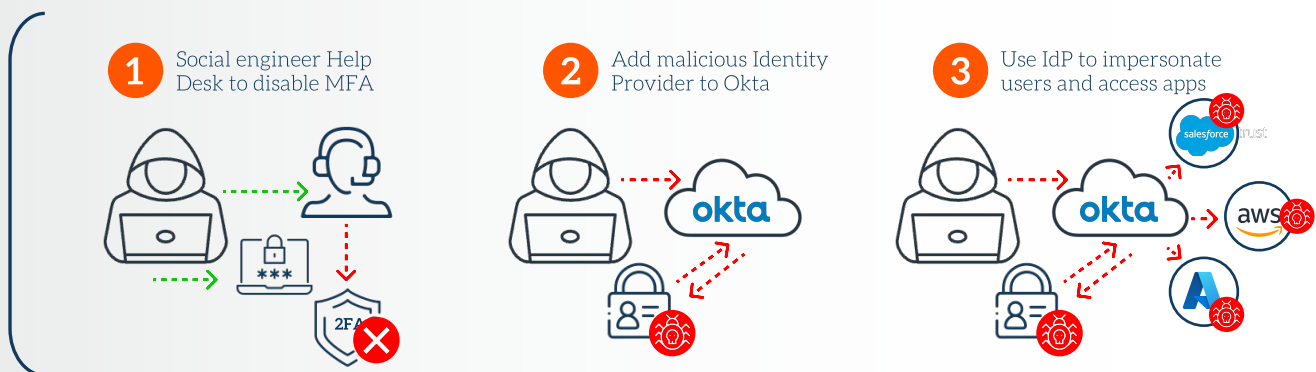 1
Social engineer Help
Desk to disable MFA
2
Add malicious Identity
Provider to Okta
3
Use IdP to impersonate
users and access apps
salesforce
trust
okta
okta
aws
***
2FA